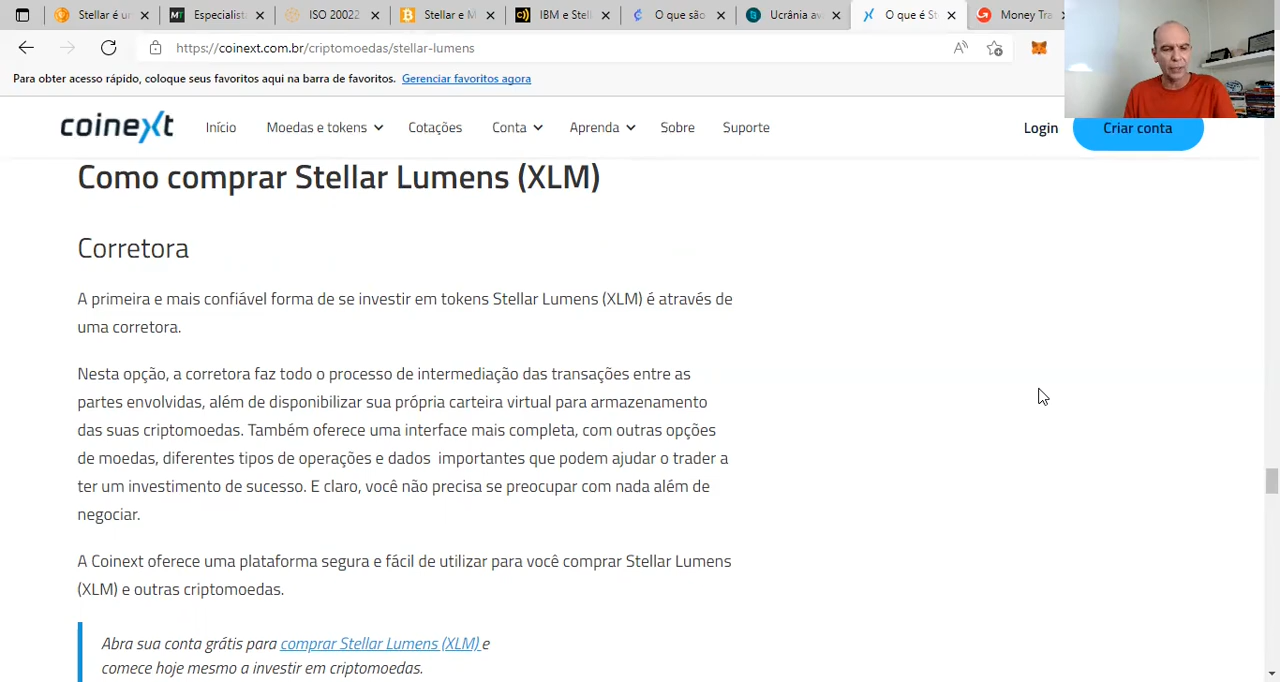 Stellar é u
Especialist
ISO 20022
Stellar e M
IBM e Stell
O que são
Ucrânia av
O que é St
Money Tra
https://coinext.com.br/criptomoedas/stellar-lumens
Para obter acesso rápido, coloque seus favoritos aqui na barra de favoritos. Gerenciar favoritos agora
coinext
Início
Moedas e tokens
Cotações
Conta
Aprenda
Sobre
Suporte
Login
Criar conta
Como comprar Stellar Lumens (XLM)
Corretora
A primeira e mais confiável forma de se investir em tokens Stellar Lumens (XLM) é através de
uma corretora.
Nesta opção, a corretora faz todo o processo de intermediação das transações entre as
partes envolvidas, além de disponibilizar sua própria carteira virtual para armazenamento
das suas criptomoedas. Também oferece uma interface mais completa, com outras opções
de moedas, diferentes tipos de operações e dados importantes que podem ajudar o trader a
ter um investimento de sucesso. E claro, você não precisa se preocupar com nada além de
negociar.
A Coinext oferece uma plataforma segura e fácil de utilizar para você comprar Stellar Lumens
(XLM) e outras criptomoedas.
Abra sua conta grátis para comprar Stellar Lumens (XLM) e
comece hoje mesmo a investir em criptomoedas.